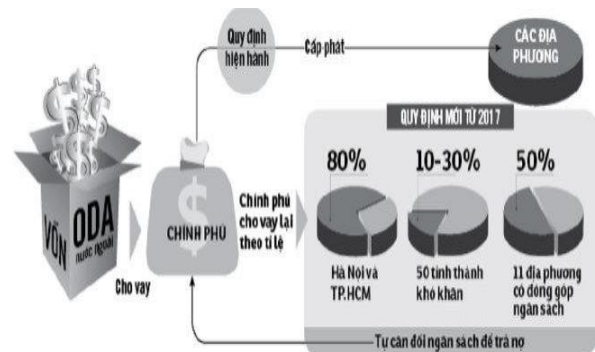 Quy định
hiện hành
Cấp phát
CÁC ĐỊA
PHƯƠNG
QUY ĐỊNH MỚI TỪ 2017
VỐN ODA
nước ngoài
Cho vay
CHÍNH PHỦ
Chính phủ
cho vay lại
theo tỉ lệ
80%
10-30%
50%
Hà Nội và
TP.HCM
50 tỉnh thành
khó khăn
11 địa phương
có đóng góp
ngân sách
Tự cân đối ngân sách để trả nợ